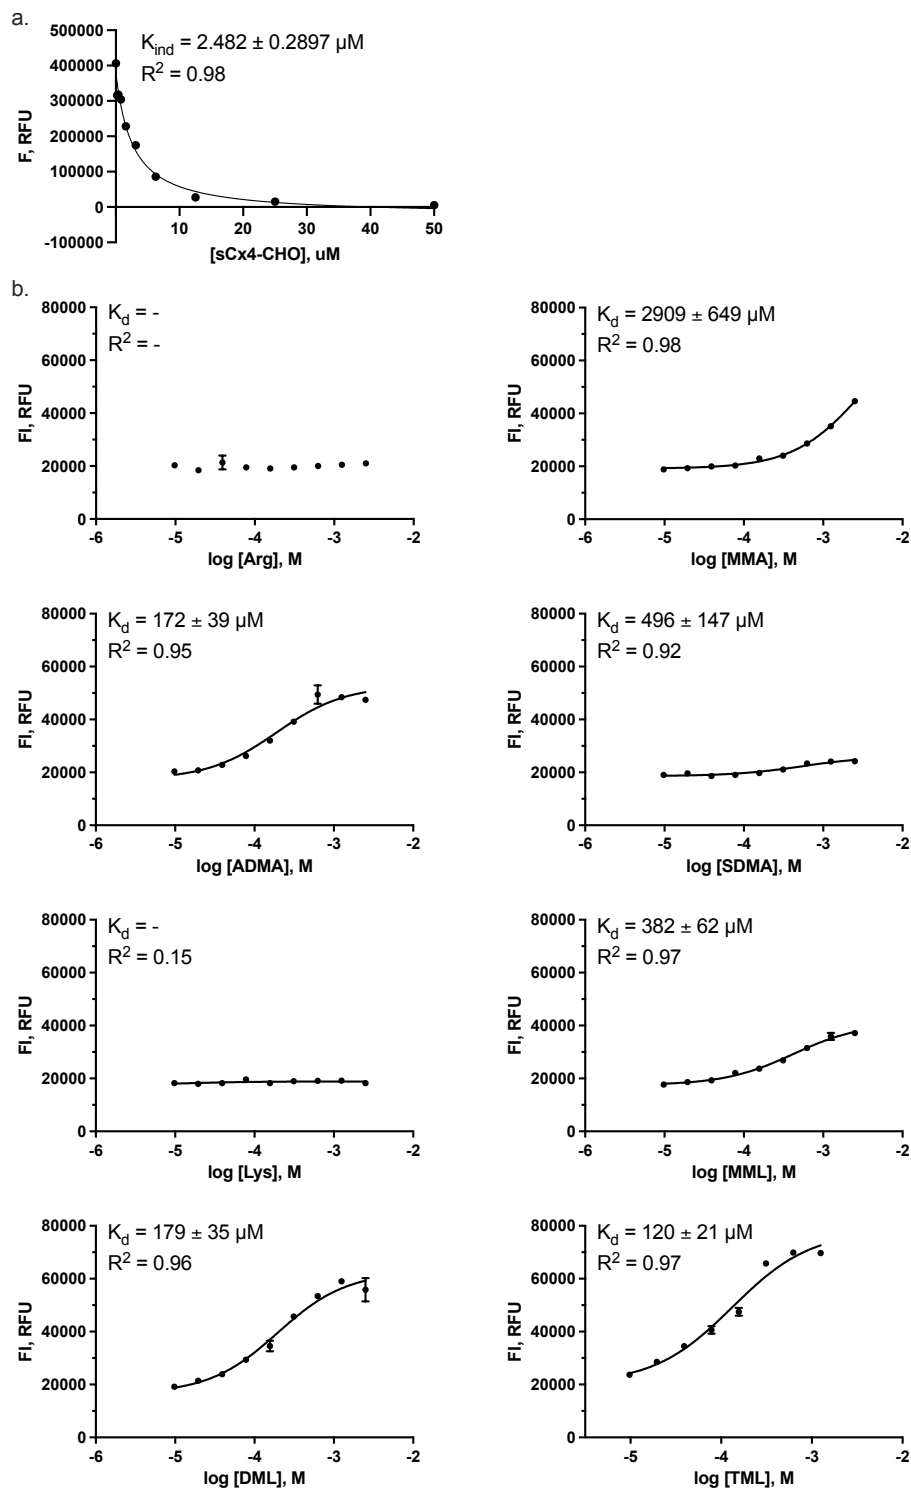 a.
K_ind = 2.482 ± 0.2897 µM
R² = 0.98
F, RFU
500000
400000
300000
200000
100000
0
-100000
10
20
30
40
50
[sCx4-CHO], uM
b.
K_d = -
R² = -
FI, RFU
80000
60000
40000
20000
0
-6
-5
-4
-3
-2
log [Arg], M
K_d = 2909 ± 649 µM
R² = 0.98
FI, RFU
80000
60000
40000
20000
0
-6
-5
-4
-3
-2
log [MMA], M
K_d = 172 ± 39 µM
R² = 0.95
FI, RFU
80000
60000
40000
20000
0
-6
-5
-4
-3
-2
log [ADMA], M
K_d = 496 ± 147 µM
R² = 0.92
FI, RFU
80000
60000
40000
20000
0
-6
-5
-4
-3
-2
log [SDMA], M
K_d = -
R² = 0.15
FI, RFU
80000
60000
40000
20000
0
-6
-5
-4
-3
-2
log [Lys], M
K_d = 382 ± 62 µM
R² = 0.97
FI, RFU
80000
60000
40000
20000
0
-6
-5
-4
-3
-2
log [MML], M
K_d = 179 ± 35 µM
R² = 0.96
FI, RFU
80000
60000
40000
20000
0
-6
-5
-4
-3
-2
log [DML], M
K_d = 120 ± 21 µM
R² = 0.97
FI, RFU
80000
60000
40000
20000
0
-5
-4
-3
-2
log [TML], M